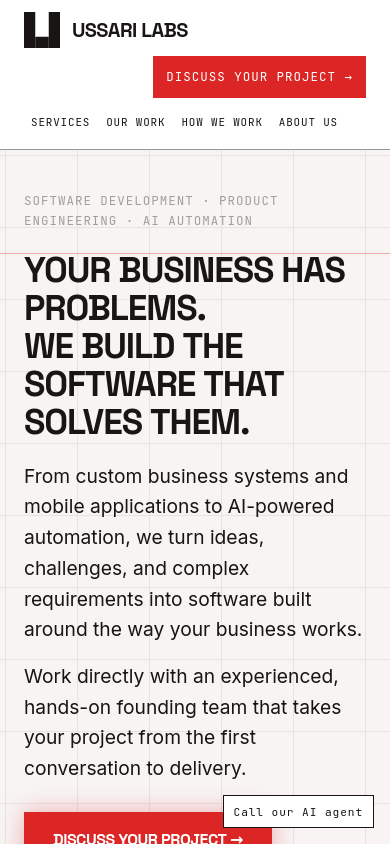 USSARI LABS
DISCUSS YOUR PROJECT →
SERVICES OUR WORK HOW WE WORK ABOUT US
SOFTWARE DEVELOPMENT · PRODUCT
ENGINEERING · AI AUTOMATION
YOUR BUSINESS HAS
PROBLEMS.
WE BUILD THE
SOFTWARE THAT
SOLVES THEM.
From custom business systems and
mobile applications to AI-powered
automation, we turn ideas,
challenges, and complex
requirements into software built
around the way your business works.
Work directly with an experienced,
hands-on founding team that takes
your project from the first
conversation to delivery.
Call our AI agent
DISCUSS YOUR PROJECT →